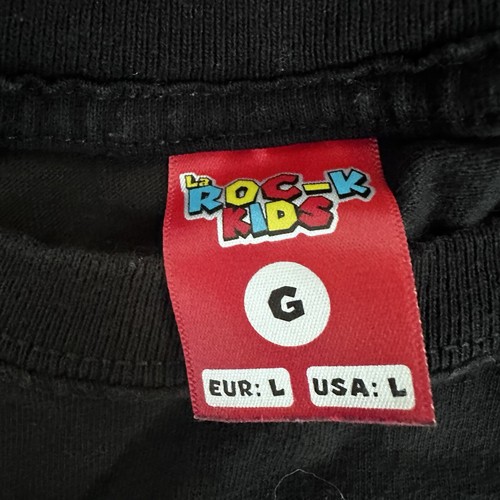 La
ROC-K
KIDS
G
EUR: L USA: L